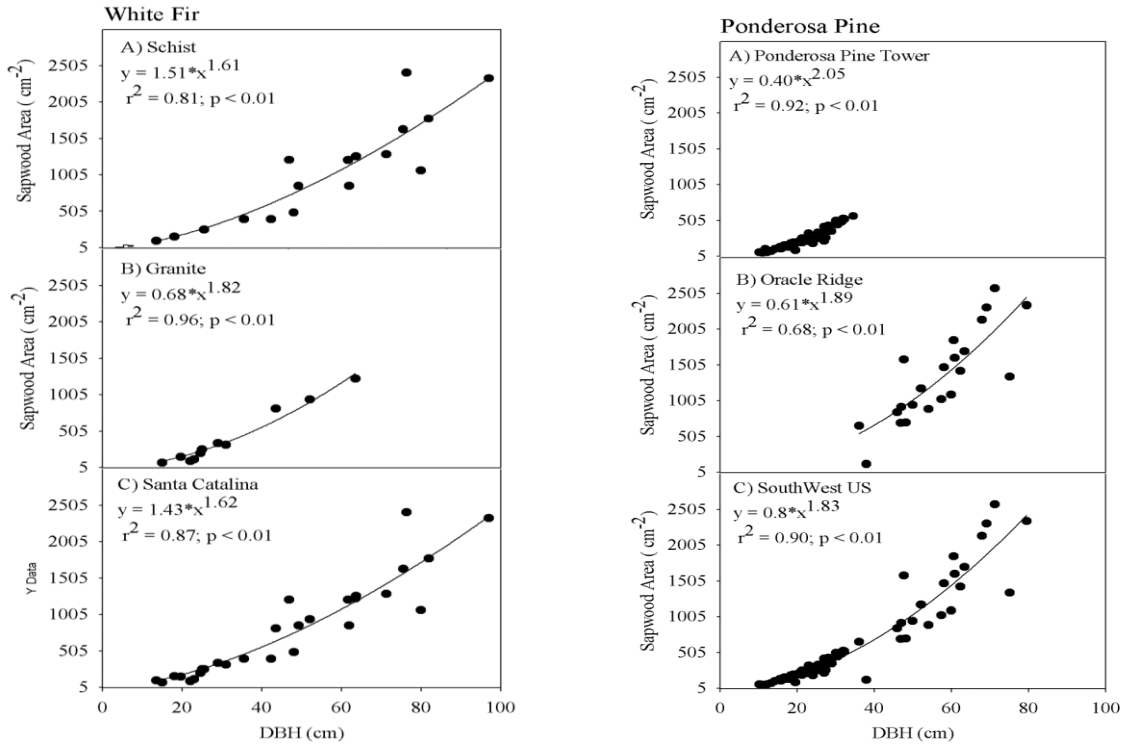 White Fir
A) Schist
y = 1.51*x^1.61
r^2 = 0.81; p < 0.01
Sapwood Area ( cm^-2)
2505
2005
1505
1005
505
5
B) Granite
y = 0.68*x^1.82
r^2 = 0.96; p < 0.01
Sapwood Area ( cm^-2)
2505
2005
1505
1005
505
5
C) Santa Catalina
y = 1.43*x^1.62
r^2 = 0.87; p < 0.01
Y Data
2505
2005
1505
1005
505
5
0 20 40 60 80 100
DBH (cm)
Ponderosa Pine
A) Ponderosa Pine Tower
y = 0.40*x^2.05
r^2 = 0.92; p < 0.01
Sapwood Area ( cm^-2)
2505
2005
1505
1005
505
5
B) Oracle Ridge
y = 0.61*x^1.89
r^2 = 0.68; p < 0.01
Sapwood Area ( cm^-2)
2505
2005
1505
1005
505
5
C) SouthWest US
y = 0.8*x^1.83
r^2 = 0.90; p < 0.01
Sapwood Area ( cm^-2)
2505
2005
1505
1005
505
5
0 20 40 60 80 100
DBH (cm)